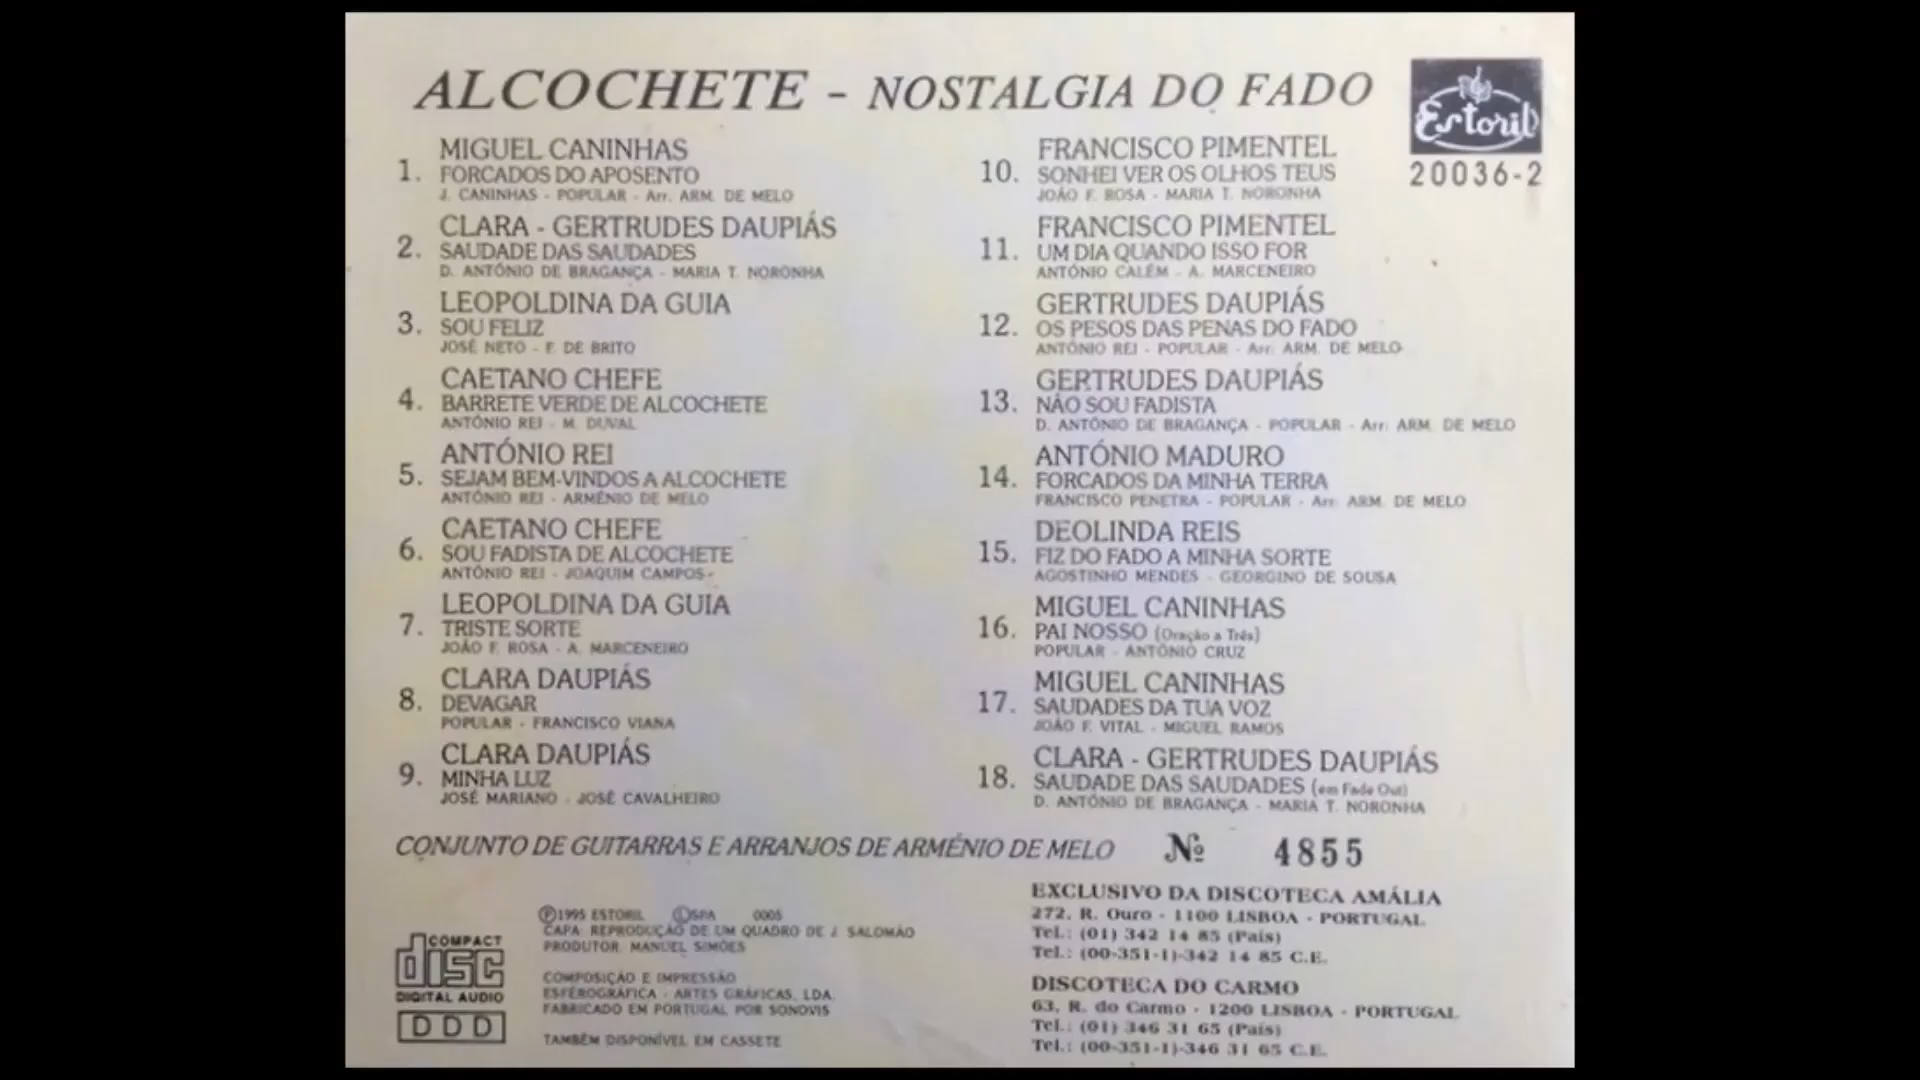 ALCOCHETE - NOSTALGIA DO FADO
Estoril
20036-2
1. MIGUEL CANINHAS
FORCADOS DO APOSENTO
J. CANINHAS - POPULAR - Arr. ARM. DE MELO
2. CLARA - GERTRUDES DAUPIÁS
SAUDADE DAS SAUDADES
D. ANTÓNIO DE BRAGANÇA - MARIA T. NORONHA
3. LEOPOLDINA DA GUIA
SOU FELIZ
JOSÉ NETO - F. DE BRITO
4. CAETANO CHEFE
BARRETE VERDE DE ALCOCHETE
ANTÓNIO REI - M. DUVAL
5. ANTÓNIO REI
SEJAM BEM-VINDOS A ALCOCHETE
ANTÓNIO REI - ARMÉNIO DE MELO
6. CAETANO CHEFE
SOU FADISTA DE ALCOCHETE
ANTÓNIO REI - JOAQUIM CAMPOS
7. LEOPOLDINA DA GUIA
TRISTE SORTE
JOÃO F. ROSA - A. MARCENEIRO
8. CLARA DAUPIÁS
DEVAGAR
POPULAR - FRANCISCO VIANA
9. CLARA DAUPIÁS
MINHA LUZ
JOSÉ MARIANO - JOSÉ CAVALHEIRO
10. FRANCISCO PIMENTEL
SONHEI VER OS OLHOS TEUS
JOÃO F. ROSA - MARIA T. NORONHA
11. FRANCISCO PIMENTEL
UM DIA QUANDO ISSO FOR
ANTÓNIO CALÉM - A. MARCENEIRO
12. GERTRUDES DAUPIÁS
OS PESOS DAS PENAS DO FADO
ANTÓNIO REI - POPULAR - Arr. ARM. DE MELO
13. GERTRUDES DAUPIÁS
NÃO SOU FADISTA
D. ANTÓNIO DE BRAGANÇA - POPULAR - Arr. ARM. DE MELO
14. ANTÓNIO MADURO
FORCADOS DA MINHA TERRA
FRANCISCO PENETRA - POPULAR - Arr. ARM. DE MELO
15. DEOLINDA REIS
FIZ DO FADO A MINHA SORTE
AGOSTINHO MENDES - GEORGINO DE SOUSA
16. MIGUEL CANINHAS
PAI NOSSO (Oração a Três)
POPULAR - ANTÓNIO CRUZ
17. MIGUEL CANINHAS
SAUDADES DA TUA VOZ
JOÃO F. VITAL - MIGUEL RAMOS
18. CLARA - GERTRUDES DAUPIÁS
SAUDADE DAS SAUDADES (em Fade Out)
D. ANTÓNIO DE BRAGANÇA - MARIA T. NORONHA
CONJUNTO DE GUITARRAS E ARRANJOS DE ARMÉNIO DE MELO
Nº 4855
COMPACT
disc
DIGITAL AUDIO
DDD
Ⓟ1995 ESTORIL ⓁSPA 0005
CAPA: REPRODUÇÃO DE UM QUADRO DE J. SALOMÃO
PRODUTOR: MANUEL SIMÕES
COMPOSIÇÃO E IMPRESSÃO
ESFEROGRÁFICA - ARTES GRÁFICAS, LDA.
FABRICADO EM PORTUGAL POR SONOVIS
TAMBÉM DISPONÍVEL EM CASSETE
EXCLUSIVO DA DISCOTECA AMÁLIA
272, R. Ouro - 1100 LISBOA - PORTUGAL
Tel.: (01) 342 14 85 (País)
Tel.: (00-351-1)-342 14 85 C.E.
DISCOTECA DO CARMO
63, R. do Carmo - 1200 LISBOA - PORTUGAL
Tel.: (01) 346 31 65 (País)
Tel.: (00-351-1)-346 31 65 C.E.